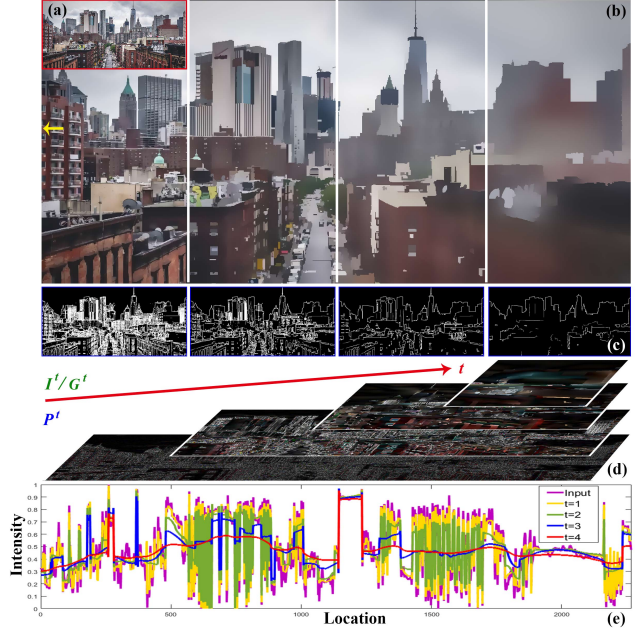 (a)
(b)
(c)
I^t/G^t
t
P^t
(d)
Intensity
1
0.9
0.8
0.7
0.6
0.5
0.4
0.3
0.2
0.1
0
Input
t=1
t=2
t=3
t=4
0
500
1000
1500
2000
Location
(e)